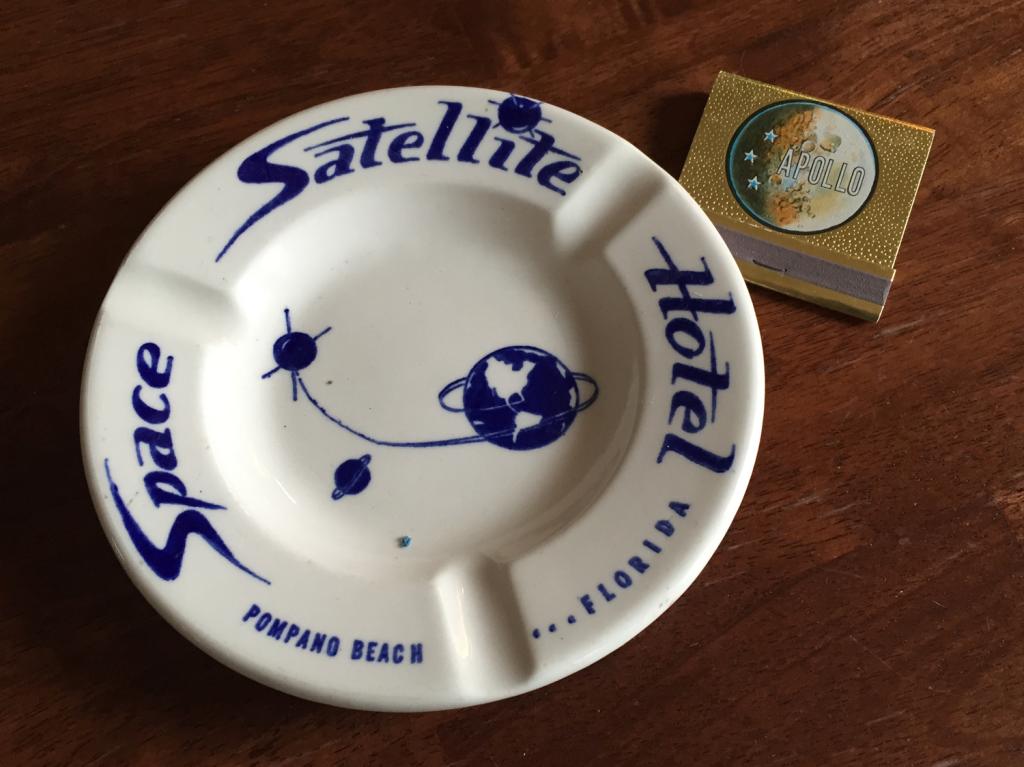 Space
Satellite
Hotel
POMPANO BEACH
...FLORIDA
APOLLO